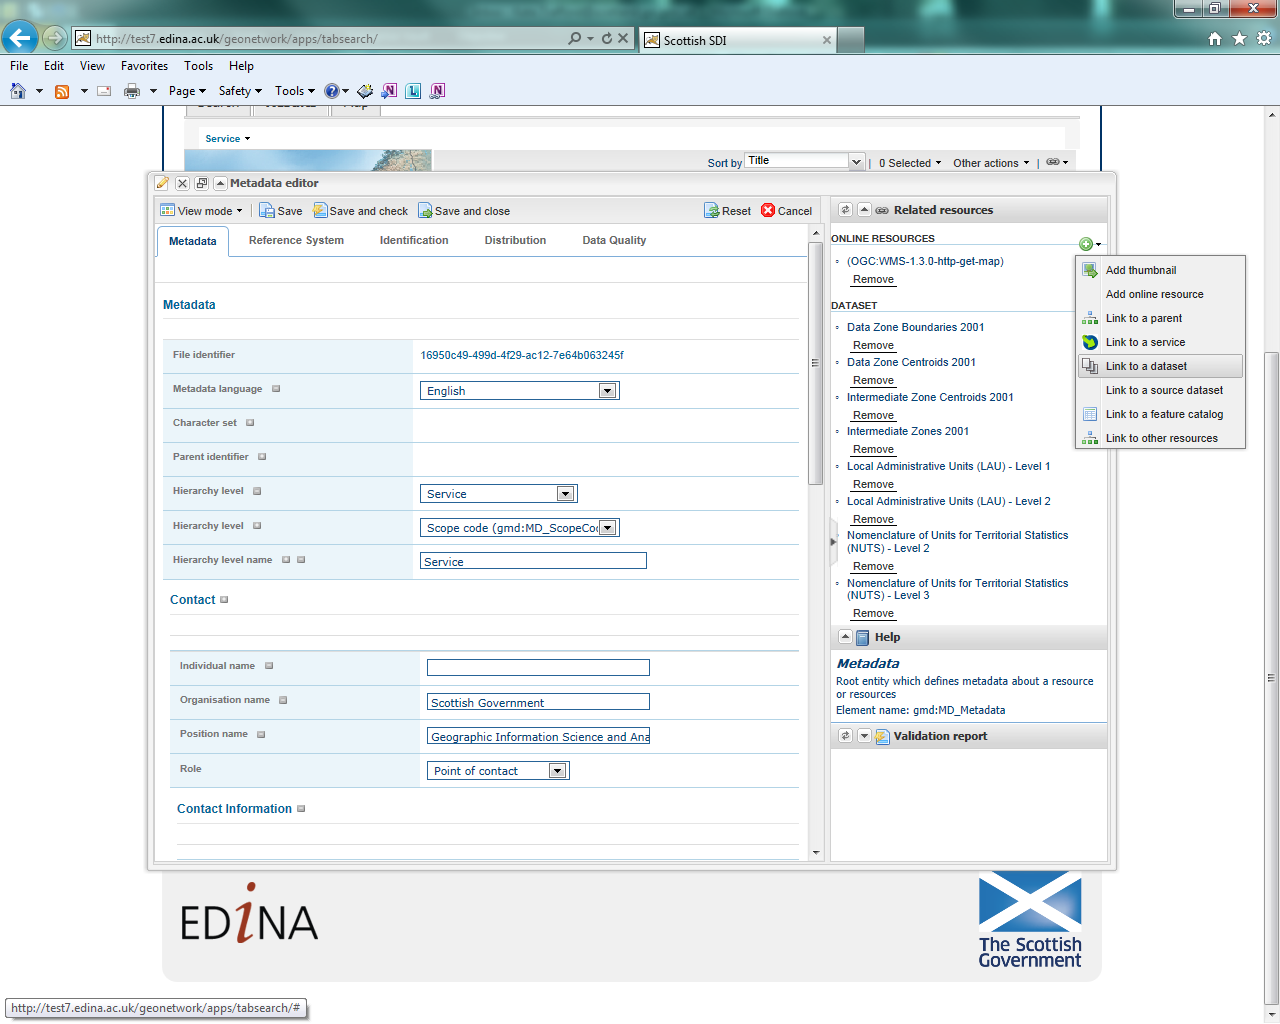 http://test7.edina.ac.uk/geonetwork/apps/tabsearch/
Scottish SDI
File Edit View Favorites Tools Help
Page Safety Tools
Service
Sort by Title 0 Selected Other actions
Metadata editor
View mode Save Save and check Save and close Reset Cancel
Metadata Reference System Identification Distribution Data Quality
Metadata
File identifier 16950c49-499d-4f29-ac12-7e64b063245f
Metadata language English
Character set
Parent identifier
Hierarchy level Service
Hierarchy level Scope code (gmd:MD_ScopeCo
Hierarchy level name Service
Contact
Individual name
Organisation name Scottish Government
Position name Geographic Information Science and Ana
Role Point of contact
Contact Information
Related resources
ONLINE RESOURCES
(OGC:WMS-1.3.0-http-get-map)
Remove
DATASET
Data Zone Boundaries 2001
Remove
Data Zone Centroids 2001
Remove
Intermediate Zone Centroids 2001
Remove
Intermediate Zones 2001
Remove
Local Administrative Units (LAU) - Level 1
Remove
Local Administrative Units (LAU) - Level 2
Remove
Nomenclature of Units for Territorial Statistics
(NUTS) - Level 2
Remove
Nomenclature of Units for Territorial Statistics
(NUTS) - Level 3
Remove
Help
Metadata
Root entity which defines metadata about a resource
or resources
Element name: gmd:MD_Metadata
Validation report
Add thumbnail
Add online resource
Link to a parent
Link to a service
Link to a dataset
Link to a source dataset
Link to a feature catalog
Link to other resources
EDINA
The Scottish
Government
http://test7.edina.ac.uk/geonetwork/apps/tabsearch/#